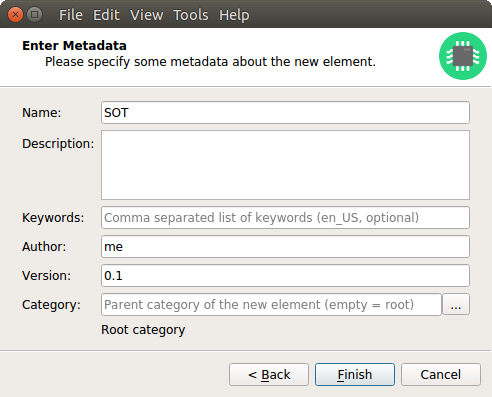 File Edit View Tools Help
Enter Metadata
Please specify some metadata about the new element.
Name: SOT
Description:
Keywords: Comma separated list of keywords (en_US, optional)
Author: me
Version: 0.1
Category: Parent category of the new element (empty = root) ...
Root category
< Back Finish Cancel